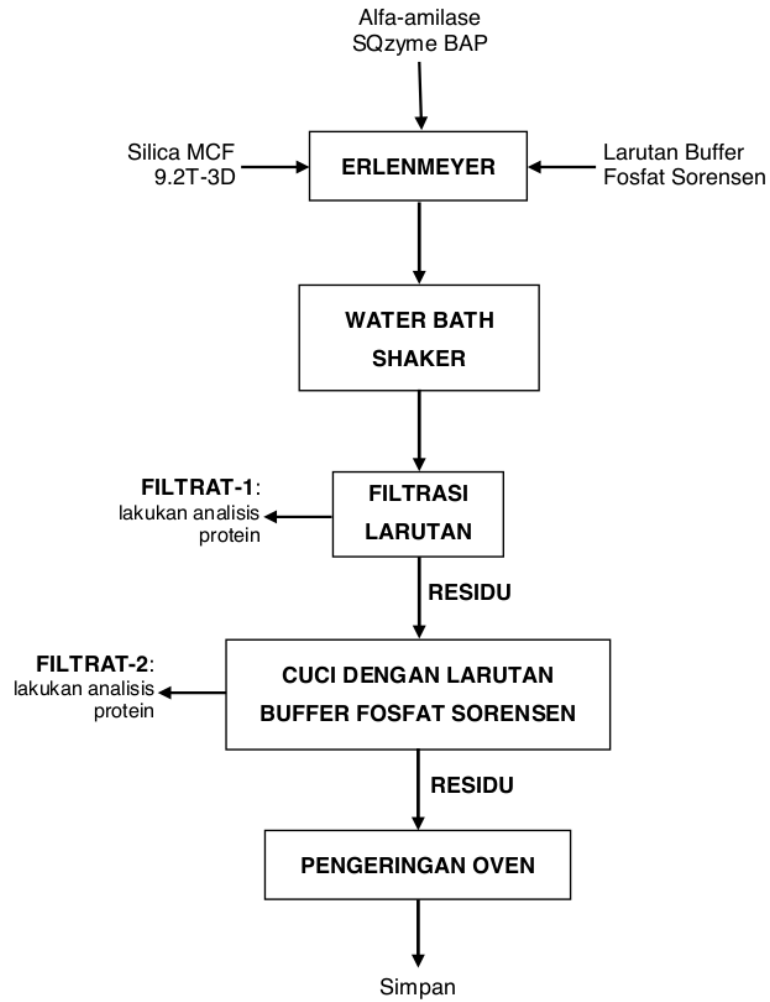 Alfa-amilase
SQzyme BAP
Silica MCF
9.2T-3D
ERLENMEYER
Larutan Buffer
Fosfat Sorensen
WATER BATH
SHAKER
FILTRAT-1:
lakukan analisis
protein
FILTRASI
LARUTAN
RESIDU
FILTRAT-2:
lakukan analisis
protein
CUCI DENGAN LARUTAN
BUFFER FOSFAT SORENSEN
RESIDU
PENGERINGAN OVEN
Simpan